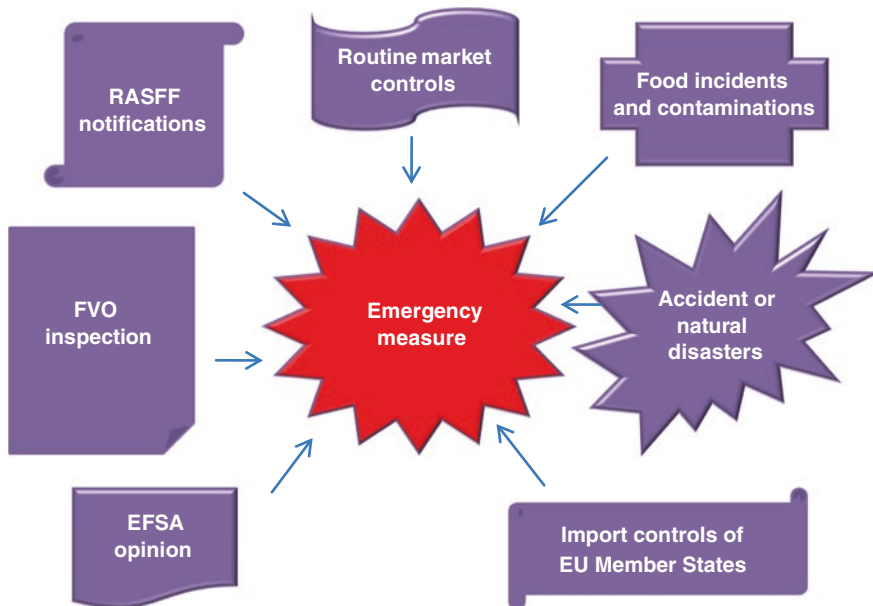 RASFF
notifications
Routine market
controls
Food incidents
and contaminations
FVO
inspection
Emergency
measure
Accident or
natural
disasters
EFSA
opinion
Import controls of
EU Member States